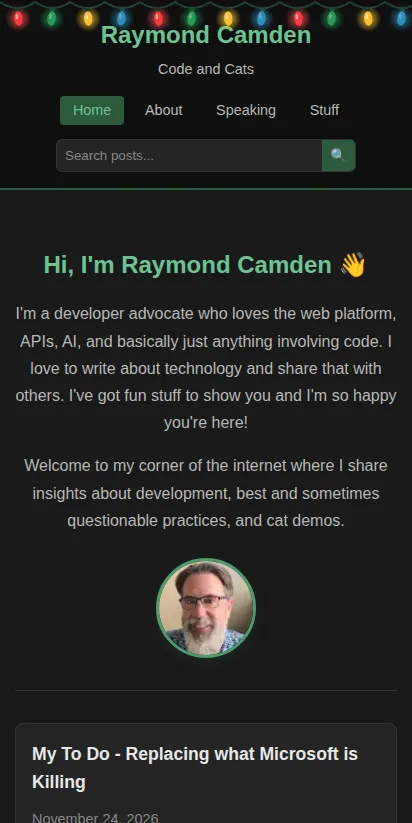 Raymond Camden
Code and Cats
Home About Speaking Stuff
Search posts...
Hi, I'm Raymond Camden 👋
I'm a developer advocate who loves the web platform,
APIs, AI, and basically just anything involving code. I
love to write about technology and share that with
others. I've got fun stuff to show you and I'm so happy
you're here!
Welcome to my corner of the internet where I share
insights about development, best and sometimes
questionable practices, and cat demos.
My To Do - Replacing what Microsoft is
Killing
November 24, 2026